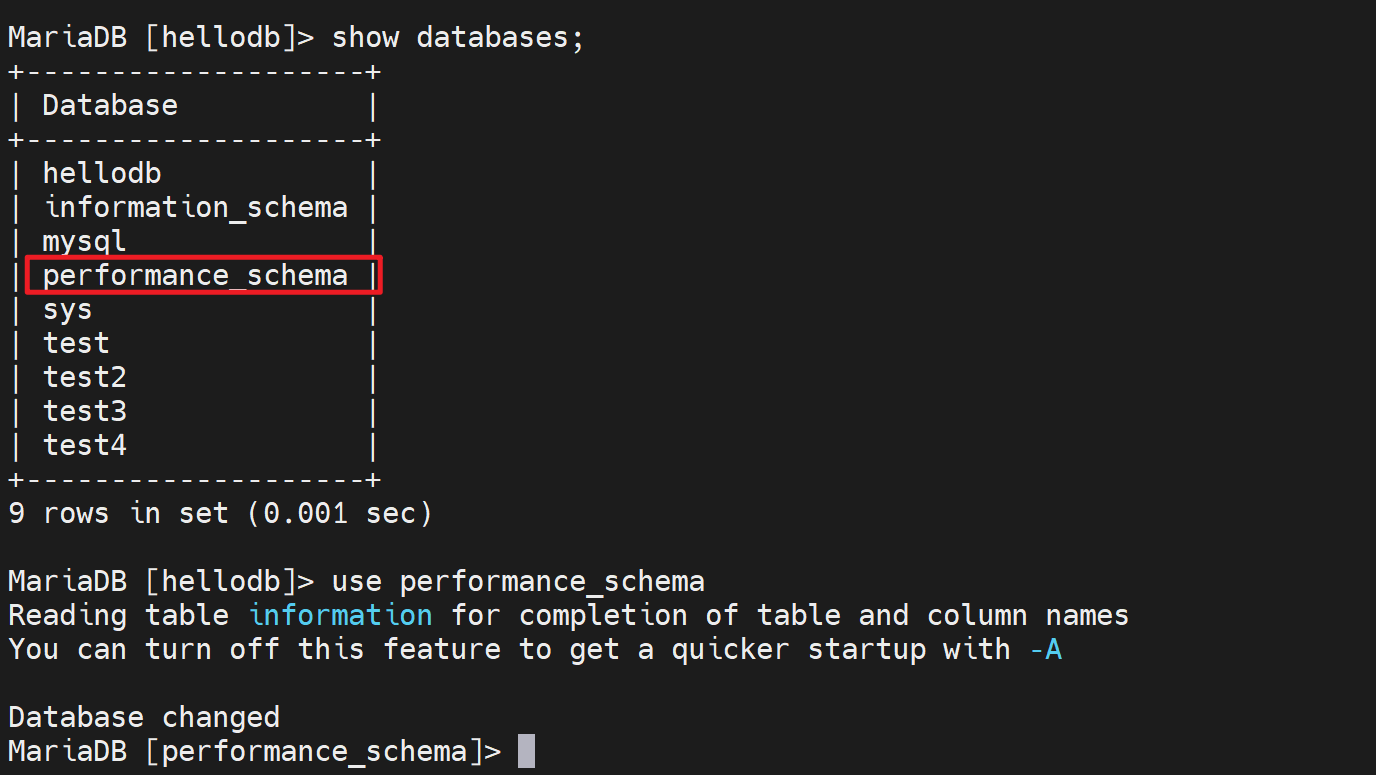 MariaDB [hellodb]> show databases;
+--------------------+
| Database           |
+--------------------+
| hellodb            |
| information_schema |
| mysql              |
| performance_schema |
| sys                |
| test               |
| test2              |
| test3              |
| test4              |
+--------------------+
9 rows in set (0.001 sec)
MariaDB [hellodb]> use performance_schema
Reading table information for completion of table and column names
You can turn off this feature to get a quicker startup with -A
Database changed
MariaDB [performance_schema]>